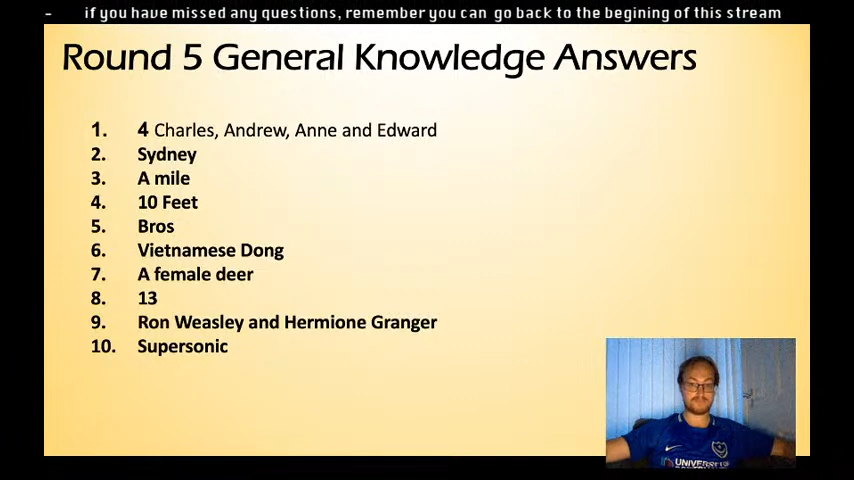 - if you have missed any questions, remember you can go back to the begining of this stream
Round 5 General Knowledge Answers
1. 4 Charles, Andrew, Anne and Edward
2. Sydney
3. A mile
4. 10 Feet
5. Bros
6. Vietnamese Dong
7. A female deer
8. 13
9. Ron Weasley and Hermione Granger
10. Supersonic